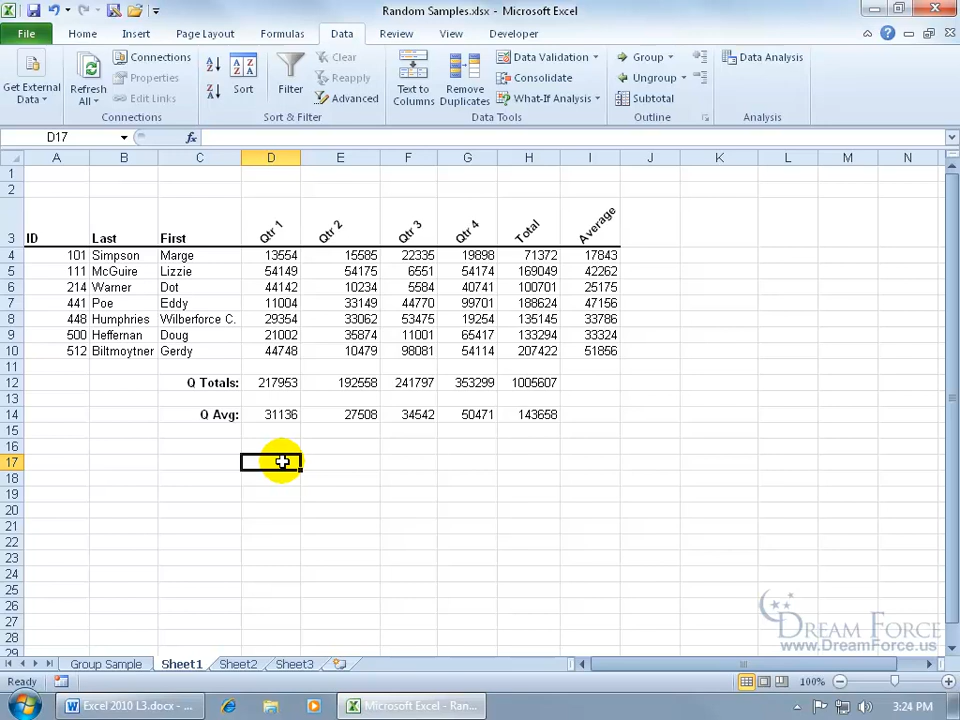 Random Samples.xlsx - Microsoft Excel
File Home Insert Page Layout Formulas Data Review View Developer
Get External Data
Refresh All
Connections
Properties
Edit Links
Connections
Sort
Filter
Clear
Reapply
Advanced
Sort & Filter
Text to Columns
Remove Duplicates
Data Validation
Consolidate
What-If Analysis
Data Tools
Group
Ungroup
Subtotal
Outline
Data Analysis
Analysis
D17 fx
A B C D E F G H I J K L M N
1
2
3 ID Last First Qtr 1 Qtr 2 Qtr 3 Qtr 4 Total Average
4 101 Simpson Marge 13554 15585 22335 19898 71372 17843
5 111 McGuire Lizzie 54149 54175 6551 54174 169049 42262
6 214 Warner Dot 44142 10234 5584 40741 100701 25175
7 441 Poe Eddy 11004 33149 44770 99701 188624 47156
8 448 Humphries Wilberforce C. 29354 33062 53475 19254 135145 33786
9 500 Heffernan Doug 21002 35874 11001 65417 133294 33324
10 512 Biltmoytner Gerdy 44748 10479 98081 54114 207422 51856
11
12 Q Totals: 217953 192558 241797 353299 1005607
13
14 Q Avg: 31136 27508 34542 50471 143658
15
16
17
18
19
20
21
22
23
24
25
26
27
28
29
DREAM FORCE
www.DreamForce.us
Group Sample Sheet1 Sheet2 Sheet3
Ready 100%
Excel 2010 L3.docx - ... Microsoft Excel - Ran... 3:24 PM